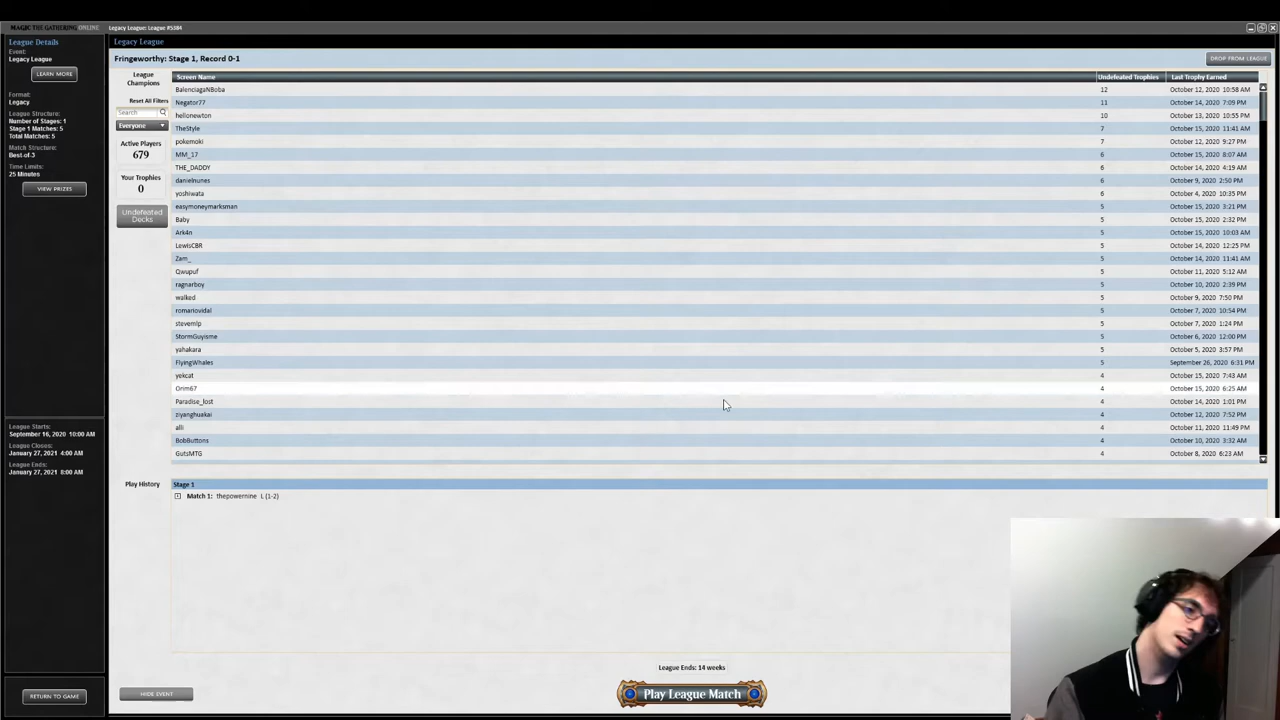 MAGIC THE GATHERING ONLINE
Legacy League: League #5384
League Details
Event:
Legacy League
LEARN MORE
Format:
Legacy
League Structure:
Number of Stages: 1
Stage 1 Matches: 5
Total Matches: 5
Match Structure:
Best of 3
Time Limits:
25 Minutes
VIEW PRIZES
League Starts:
September 16, 2020 10:00 AM
League Closes:
January 27, 2021 4:00 AM
League Ends:
January 27, 2021 8:00 AM
RETURN TO GAME
Legacy League
Fringeworthy: Stage 1, Record 0-1
DROP FROM LEAGUE
League
Champions
Reset All Filters
Search
Everyone
Active Players
679
Your Trophies
0
Undefeated
Decks
Screen Name Undefeated Trophies Last Trophy Earned
BalenciagaNBoba 12 October 12, 2020 10:58 AM
Negator77 11 October 14, 2020 7:09 PM
hellonewton 10 October 13, 2020 10:55 PM
TheStyle 7 October 15, 2020 11:41 AM
pokemoki 7 October 12, 2020 9:27 PM
MM_17 6 October 15, 2020 8:07 AM
THE_DADDY 6 October 14, 2020 4:19 AM
danielnunes 6 October 9, 2020 2:50 PM
yoshiwata 6 October 4, 2020 10:35 PM
easymoneymarksman 5 October 15, 2020 3:21 PM
Baby 5 October 15, 2020 2:32 PM
Ark4n 5 October 15, 2020 10:03 AM
LewisCBR 5 October 14, 2020 12:25 PM
Zam_ 5 October 14, 2020 11:41 AM
Qwupuf 5 October 11, 2020 5:12 AM
ragnarboy 5 October 10, 2020 2:39 PM
walked 5 October 9, 2020 7:50 PM
romariovidal 5 October 7, 2020 10:54 PM
stevemlp 5 October 7, 2020 1:24 PM
StormGuyisme 5 October 6, 2020 12:00 PM
yahakara 5 October 5, 2020 3:57 PM
FlyingWhales 5 September 26, 2020 6:31 PM
yekcat 4 October 15, 2020 7:43 AM
Orim67 4 October 15, 2020 6:25 AM
Paradise_lost 4 October 14, 2020 1:01 PM
ziyanghuakai 4 October 12, 2020 7:52 PM
alli 4 October 11, 2020 11:49 PM
BobButtons 4 October 10, 2020 3:32 AM
GutsMTG 4 October 8, 2020 6:23 AM
Play History
Stage 1
Match 1: thepowernine L (1-2)
League Ends: 14 weeks
HIDE EVENT
Play League Match